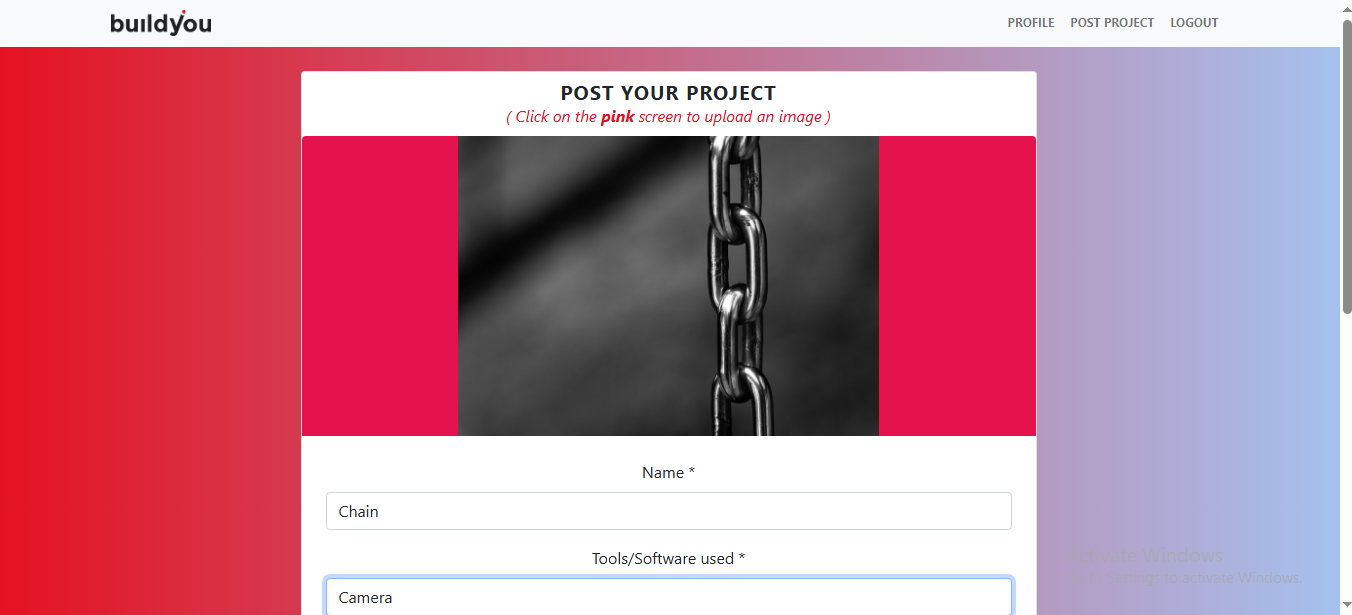 buildyou
PROFILE POST PROJECT LOGOUT
POST YOUR PROJECT
( Click on the pink screen to upload an image )
Name *
Chain
Tools/Software used *
Camera
Activate Windows
Go to Settings to activate Windows.